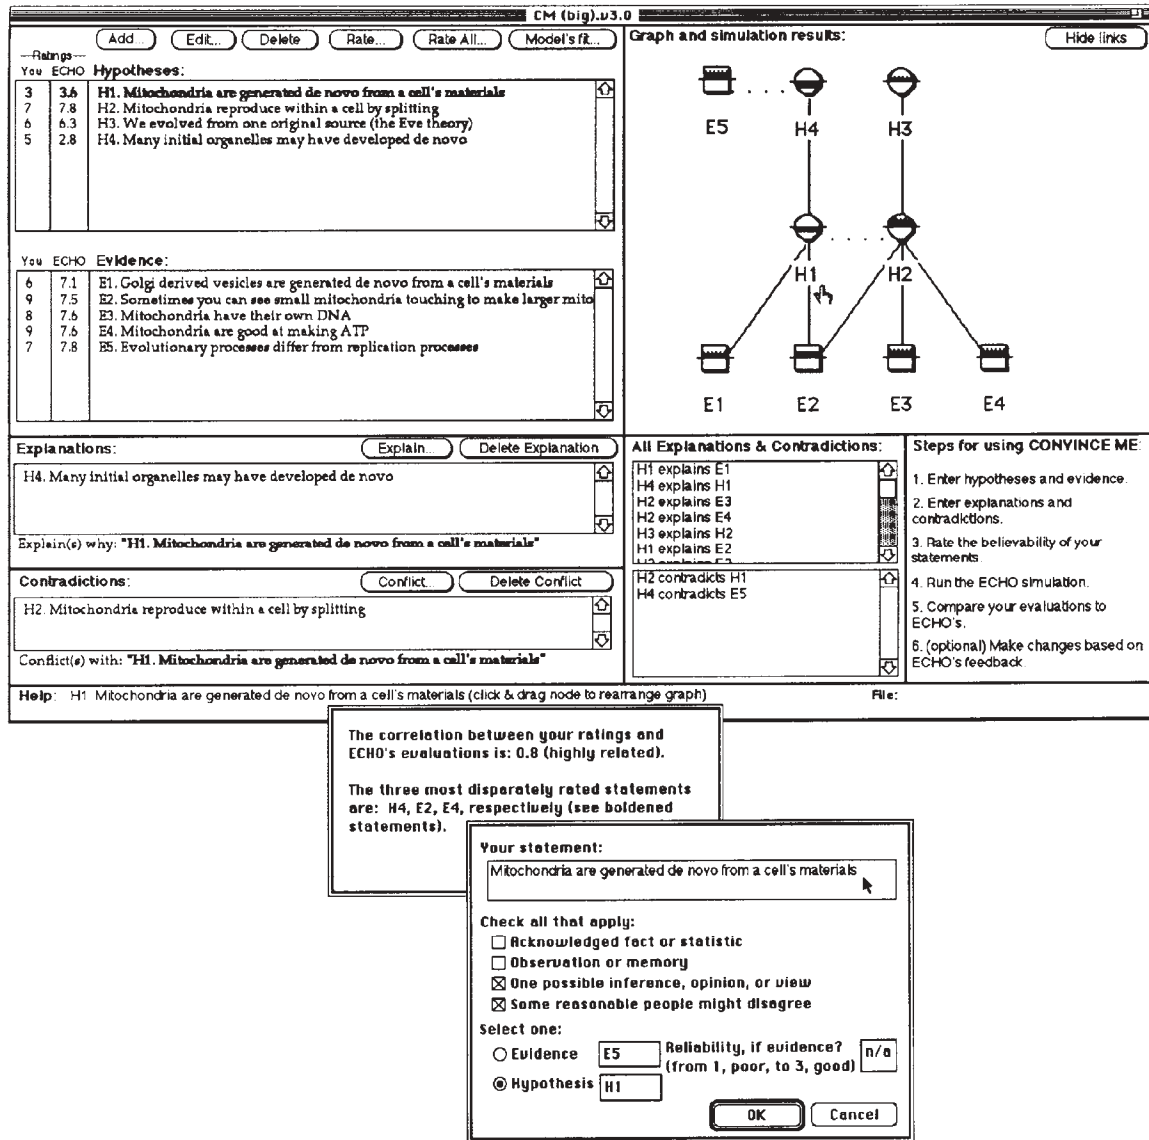 CM (big).v3.0
Add... Edit... Delete Rate... Rate All... Model's fit...
Ratings
You ECHO Hypotheses:
3 3.6 H1. Mitochondria are generated de novo from a cell's materials
7 7.8 H2. Mitochondria reproduce within a cell by splitting
6 6.3 H3. We evolved from one original source (the Eve theory)
5 2.8 H4. Many initial organelles may have developed de novo
You ECHO Evidence:
6 7.1 E1. Golgi derived vesicles are generated de novo from a cell's materials
9 7.5 E2. Sometimes you can see small mitochondria touching to make larger mito
8 7.6 E3. Mitochondria have their own DNA
9 7.6 E4. Mitochondria are good at making ATP
7 7.8 E5. Evolutionary processes differ from replication processes
Graph and simulation results: Hide links
E5 H4 H3
H1 H2
E1 E2 E3 E4
Explanations: Explain... Delete Explanation
H4. Many initial organelles may have developed de novo
Explain(s) why: "H1. Mitochondria are generated de novo from a cell's materials"
Contradictions: Conflict... Delete Conflict
H2. Mitochondria reproduce within a cell by splitting
Conflict(s) with: "H1. Mitochondria are generated de novo from a cell's materials"
All Explanations & Contradictions:
H1 explains E1
H4 explains H1
H2 explains E3
H2 explains E4
H3 explains H2
H1 explains E2
H2 contradicts H1
H4 contradicts E5
Steps for using CONVINCE ME:
1. Enter hypotheses and evidence.
2. Enter explanations and
contradictions.
3. Rate the believability of your
statements.
4. Run the ECHO simulation.
5. Compare your evaluations to
ECHO's.
6. (optional) Make changes based on
ECHO's feedback.
Help: H1 Mitochondria are generated de novo from a cell's materials (click & drag node to rearrange graph) File:
The correlation between your ratings and
ECHO's evaluations is: 0.8 (highly related).
The three most disparately rated statements
are: H4, E2, E4, respectively (see boldened
statements).
Your statement:
Mitochondria are generated de novo from a cell's materials
Check all that apply:
Acknowledged fact or statistic
Observation or memory
One possible inference, opinion, or view
Some reasonable people might disagree
Select one:
Evidence E5 Reliability, if evidence? n/a
(from 1, poor, to 3, good)
Hypothesis H1
OK Cancel